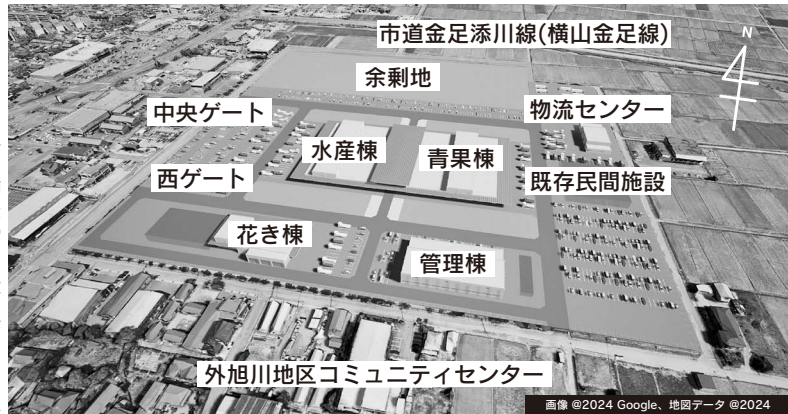 市道金足添川線(横山金足線)
N
余剰地
中央ゲート
物流センター
水産棟
青果棟
西ゲート
既存民間施設
花き棟
管理棟
外旭川地区コミュニティセンター
画像 @2024 Google、地図データ @2024